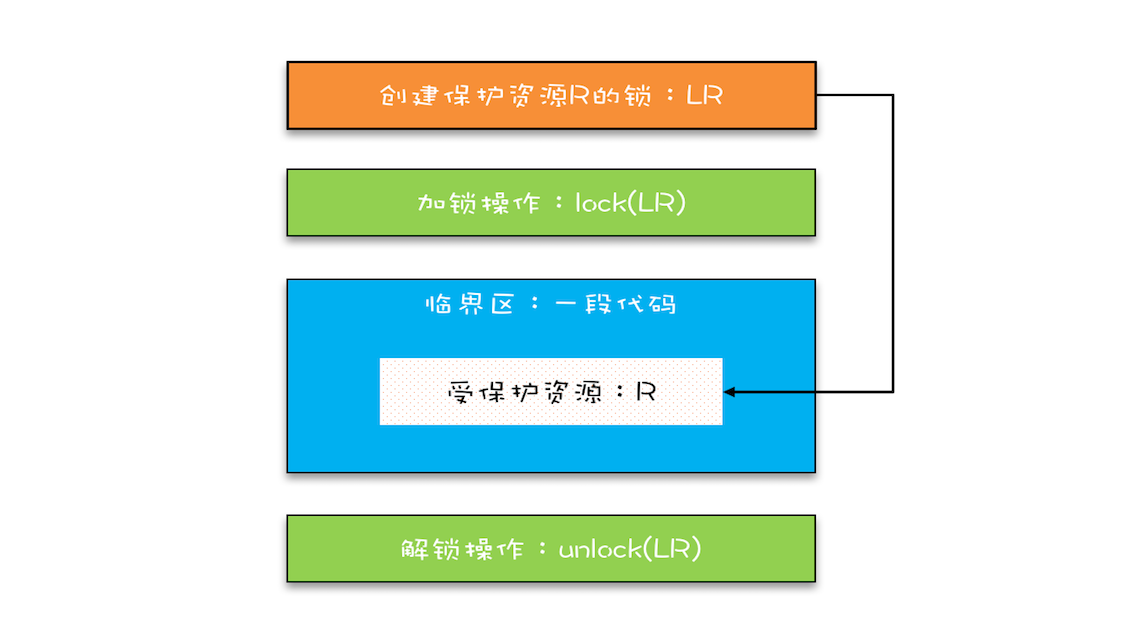 创建保护资源R的锁：LR
加锁操作：lock(LR)
临界区：一段代码
受保护资源：R
解锁操作：unlock(LR)